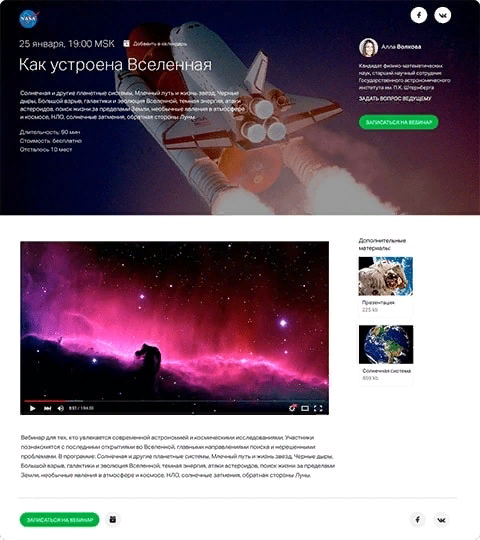 NASA
25 января, 19:00 MSK
Добавить в календарь
Как устроена Вселенная
Солнечная и другие планетные системы, Млечный путь и жизнь звезд, Черные
дыры, Большой взрыв, галактики и эволюция Вселенной, темная энергия, атаки
астероидов, поиск жизни за пределами Земли, необычные явления в атмосфере
и космосе, НЛО, солнечные затмения, обратная стороны Луны.
Длительность: 90 мин
Стоимость: бесплатно
Отсталось 10 мест
Алла Волкова
Кандидат физико-математических
наук, старший научный сотрудник
Государственного астрономического
института им. П.К. Штернберга
ЗАДАТЬ ВОПРОС ВЕДУЩЕМУ
ЗАПИСАТЬСЯ НА ВЕБИНАР
Дополнительные
материалы:
Презентация
225 kb
Солнечная система
809 kb
Вебинар для тех, кто увлекается современной астрономией и космическими исследованиями. Участники
познакомятся с последними открытиями во Вселенной, главными направлениями поиска и нерешенными
проблемами. В программе: Солнечная и другие планетные системы, Млечный путь и жизнь звезд, Черные дыры,
Большой взрыв, галактики и эволюция Вселенной, темная энергия, атаки астероидов, поиск жизни за пределами
Земли, необычные явления в атмосфере и космосе, НЛО, солнечные затмения, обратная стороны Луны.
ЗАПИСАТЬСЯ НА ВЕБИНАР